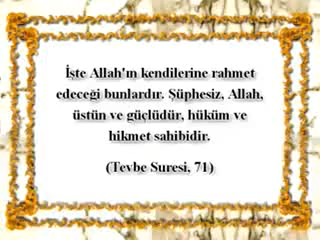 İşte Allah'ın kendilerine rahmet
edeceği bunlardır. Şüphesiz, Allah,
üstün ve güçlüdür, hüküm ve
hikmet sahibidir.
(Tevbe Suresi, 71)